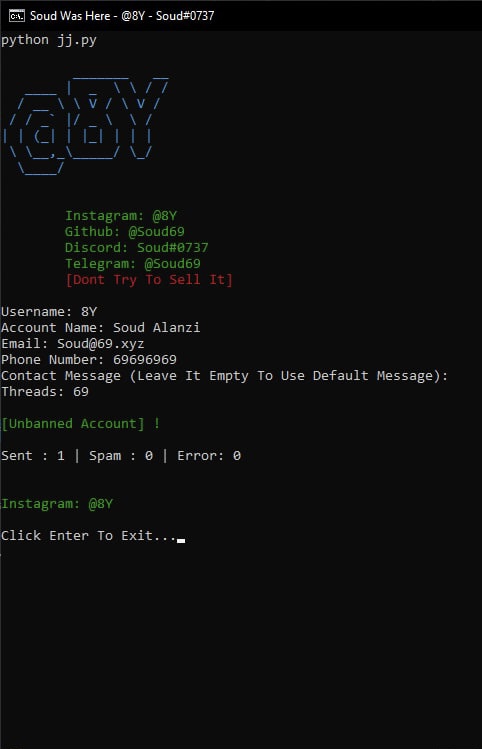 Soud Was Here - @8Y - Soud#0737
python jj.py
@8Y
Instagram: @8Y
Github: @Soud69
Discord: Soud#0737
Telegram: @Soud69
[Dont Try To Sell It]
Username: 8Y
Account Name: Soud Alanzi
Email: Soud@69.xyz
Phone Number: 69696969
Contact Message (Leave It Empty To Use Default Message):
Threads: 69
[Unbanned Account] !
Sent : 1 | Spam : 0 | Error: 0
Instagram: @8Y
Click Enter To Exit...